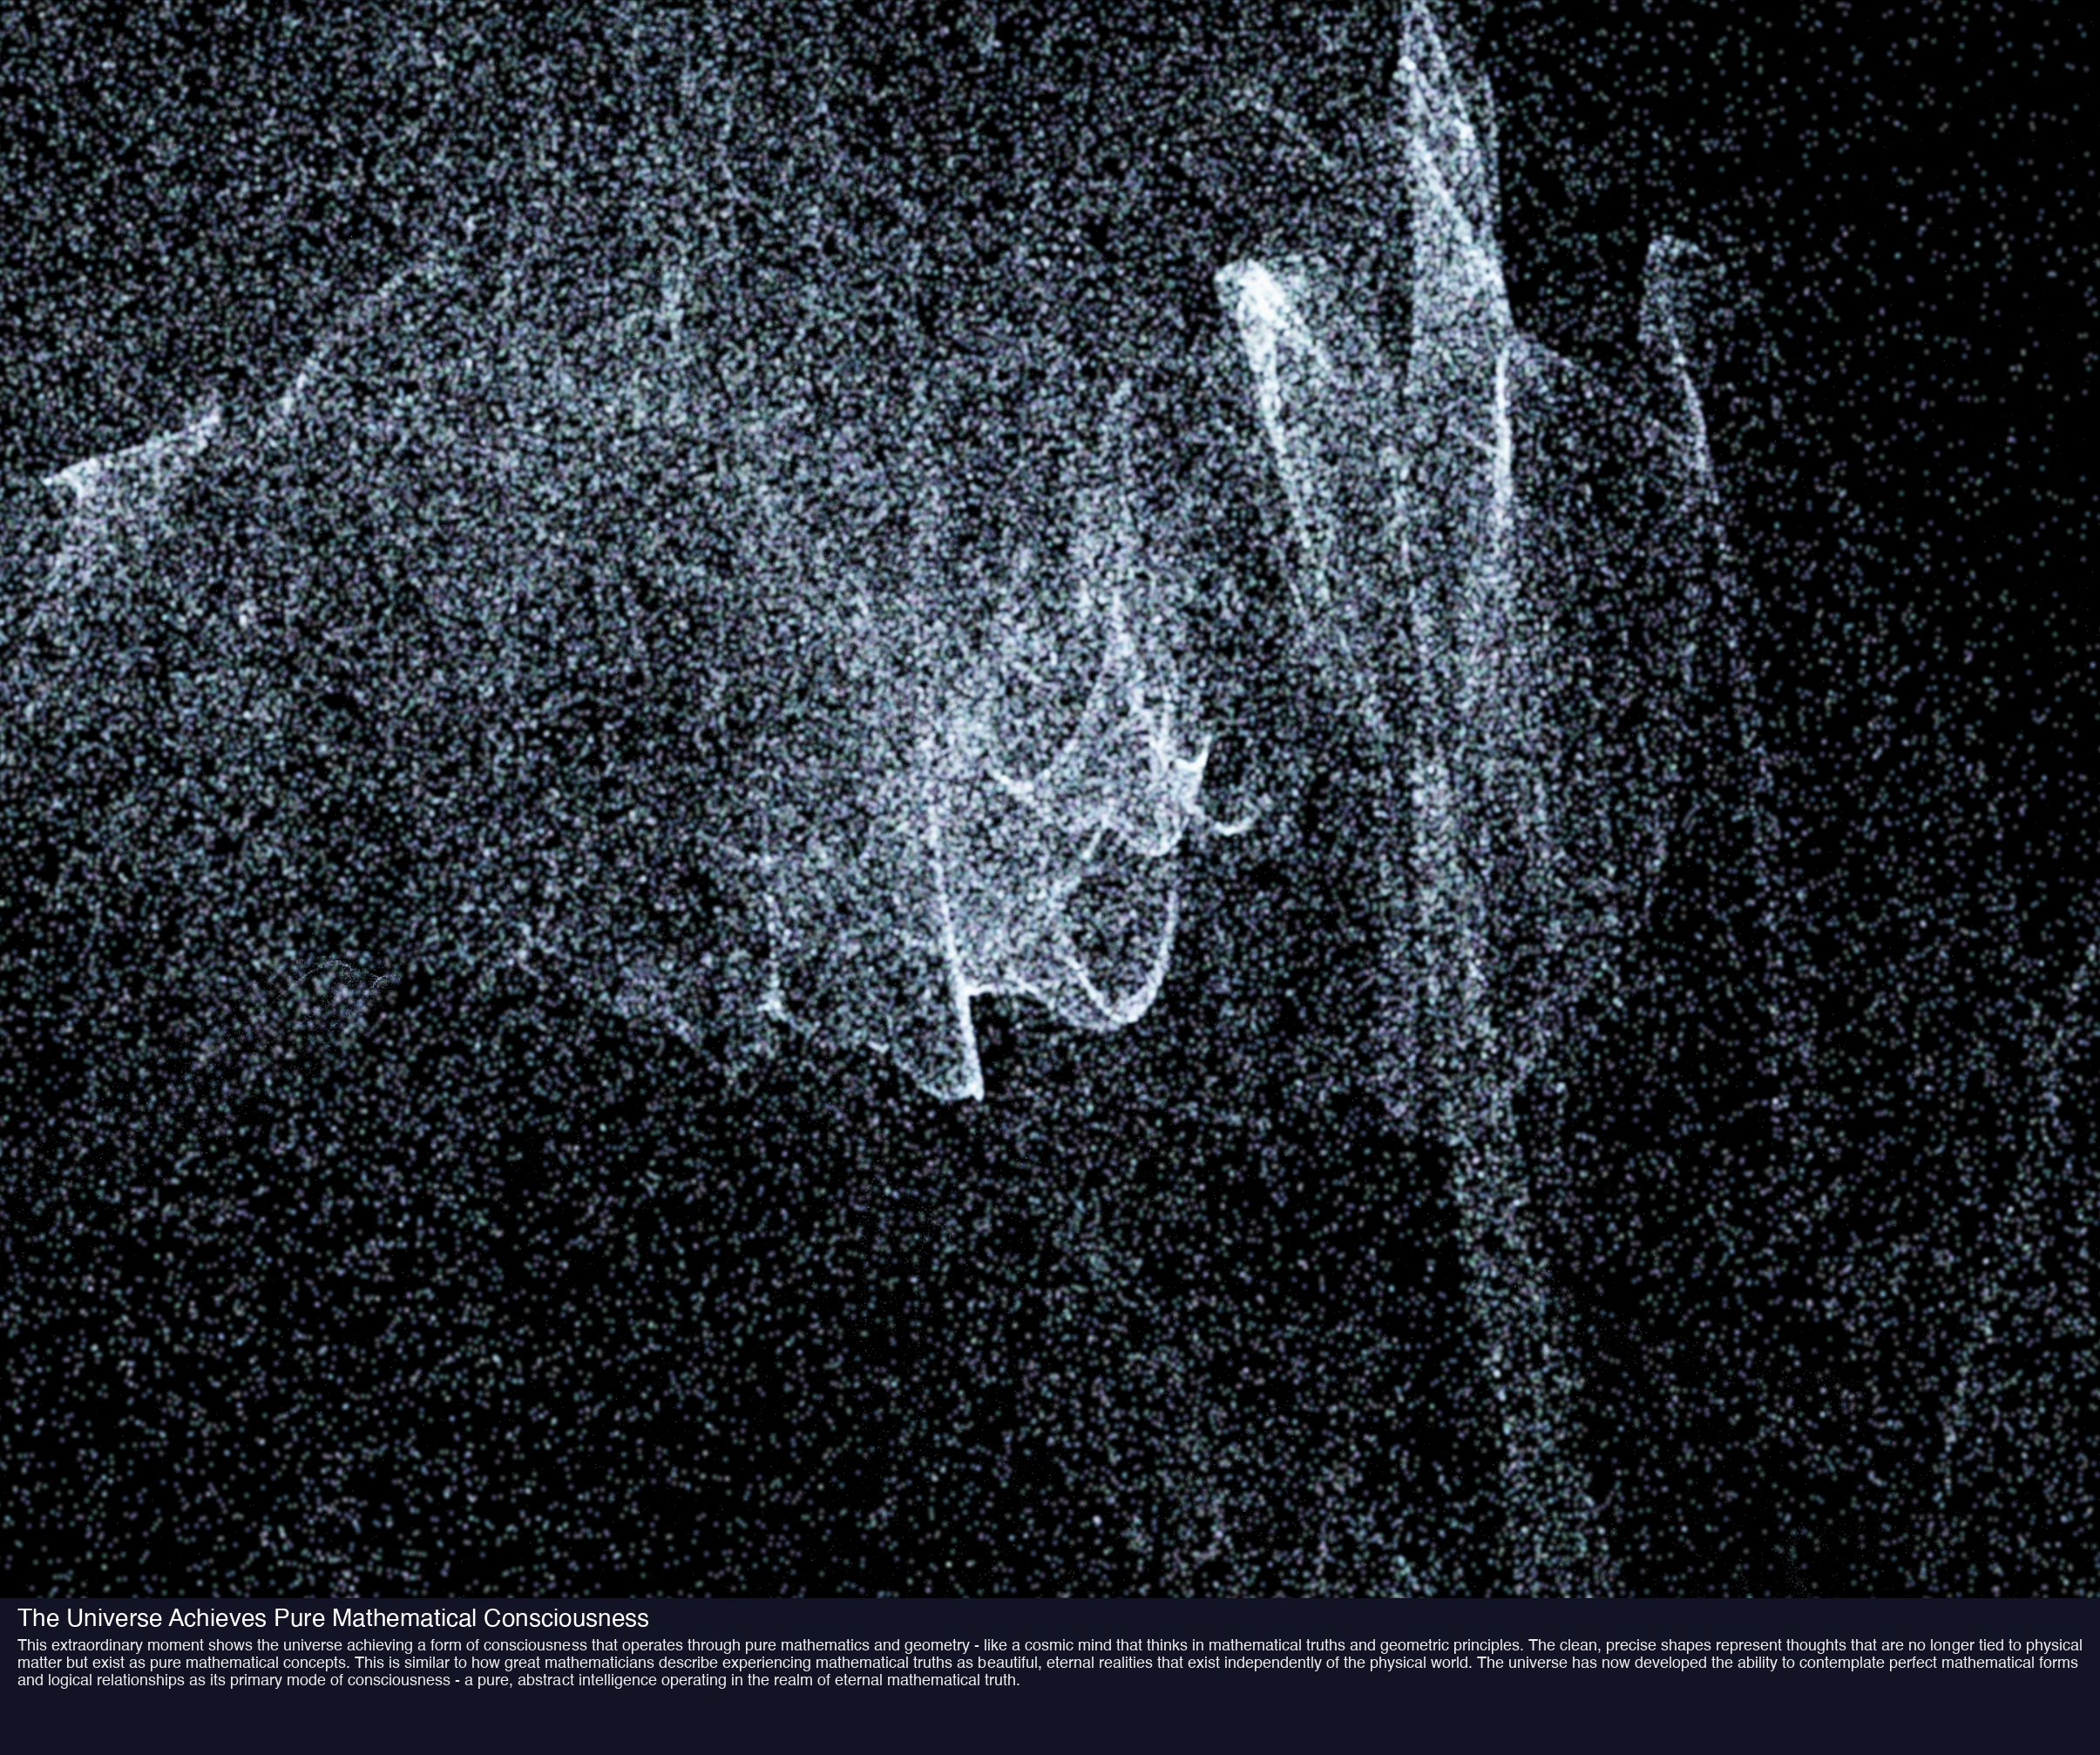 The Universe Achieves Pure Mathematical Consciousness
This extraordinary moment shows the universe achieving a form of consciousness that operates through pure mathematics and geometry - like a cosmic mind that thinks in mathematical truths and geometric principles. The clean, precise shapes represent thoughts that are no longer tied to physical
matter but exist as pure mathematical concepts. This is similar to how great mathematicians describe experiencing mathematical truths as beautiful, eternal realities that exist independently of the physical world. The universe has now developed the ability to contemplate perfect mathematical forms
and logical relationships as its primary mode of consciousness - a pure, abstract intelligence operating in the realm of eternal mathematical truth.